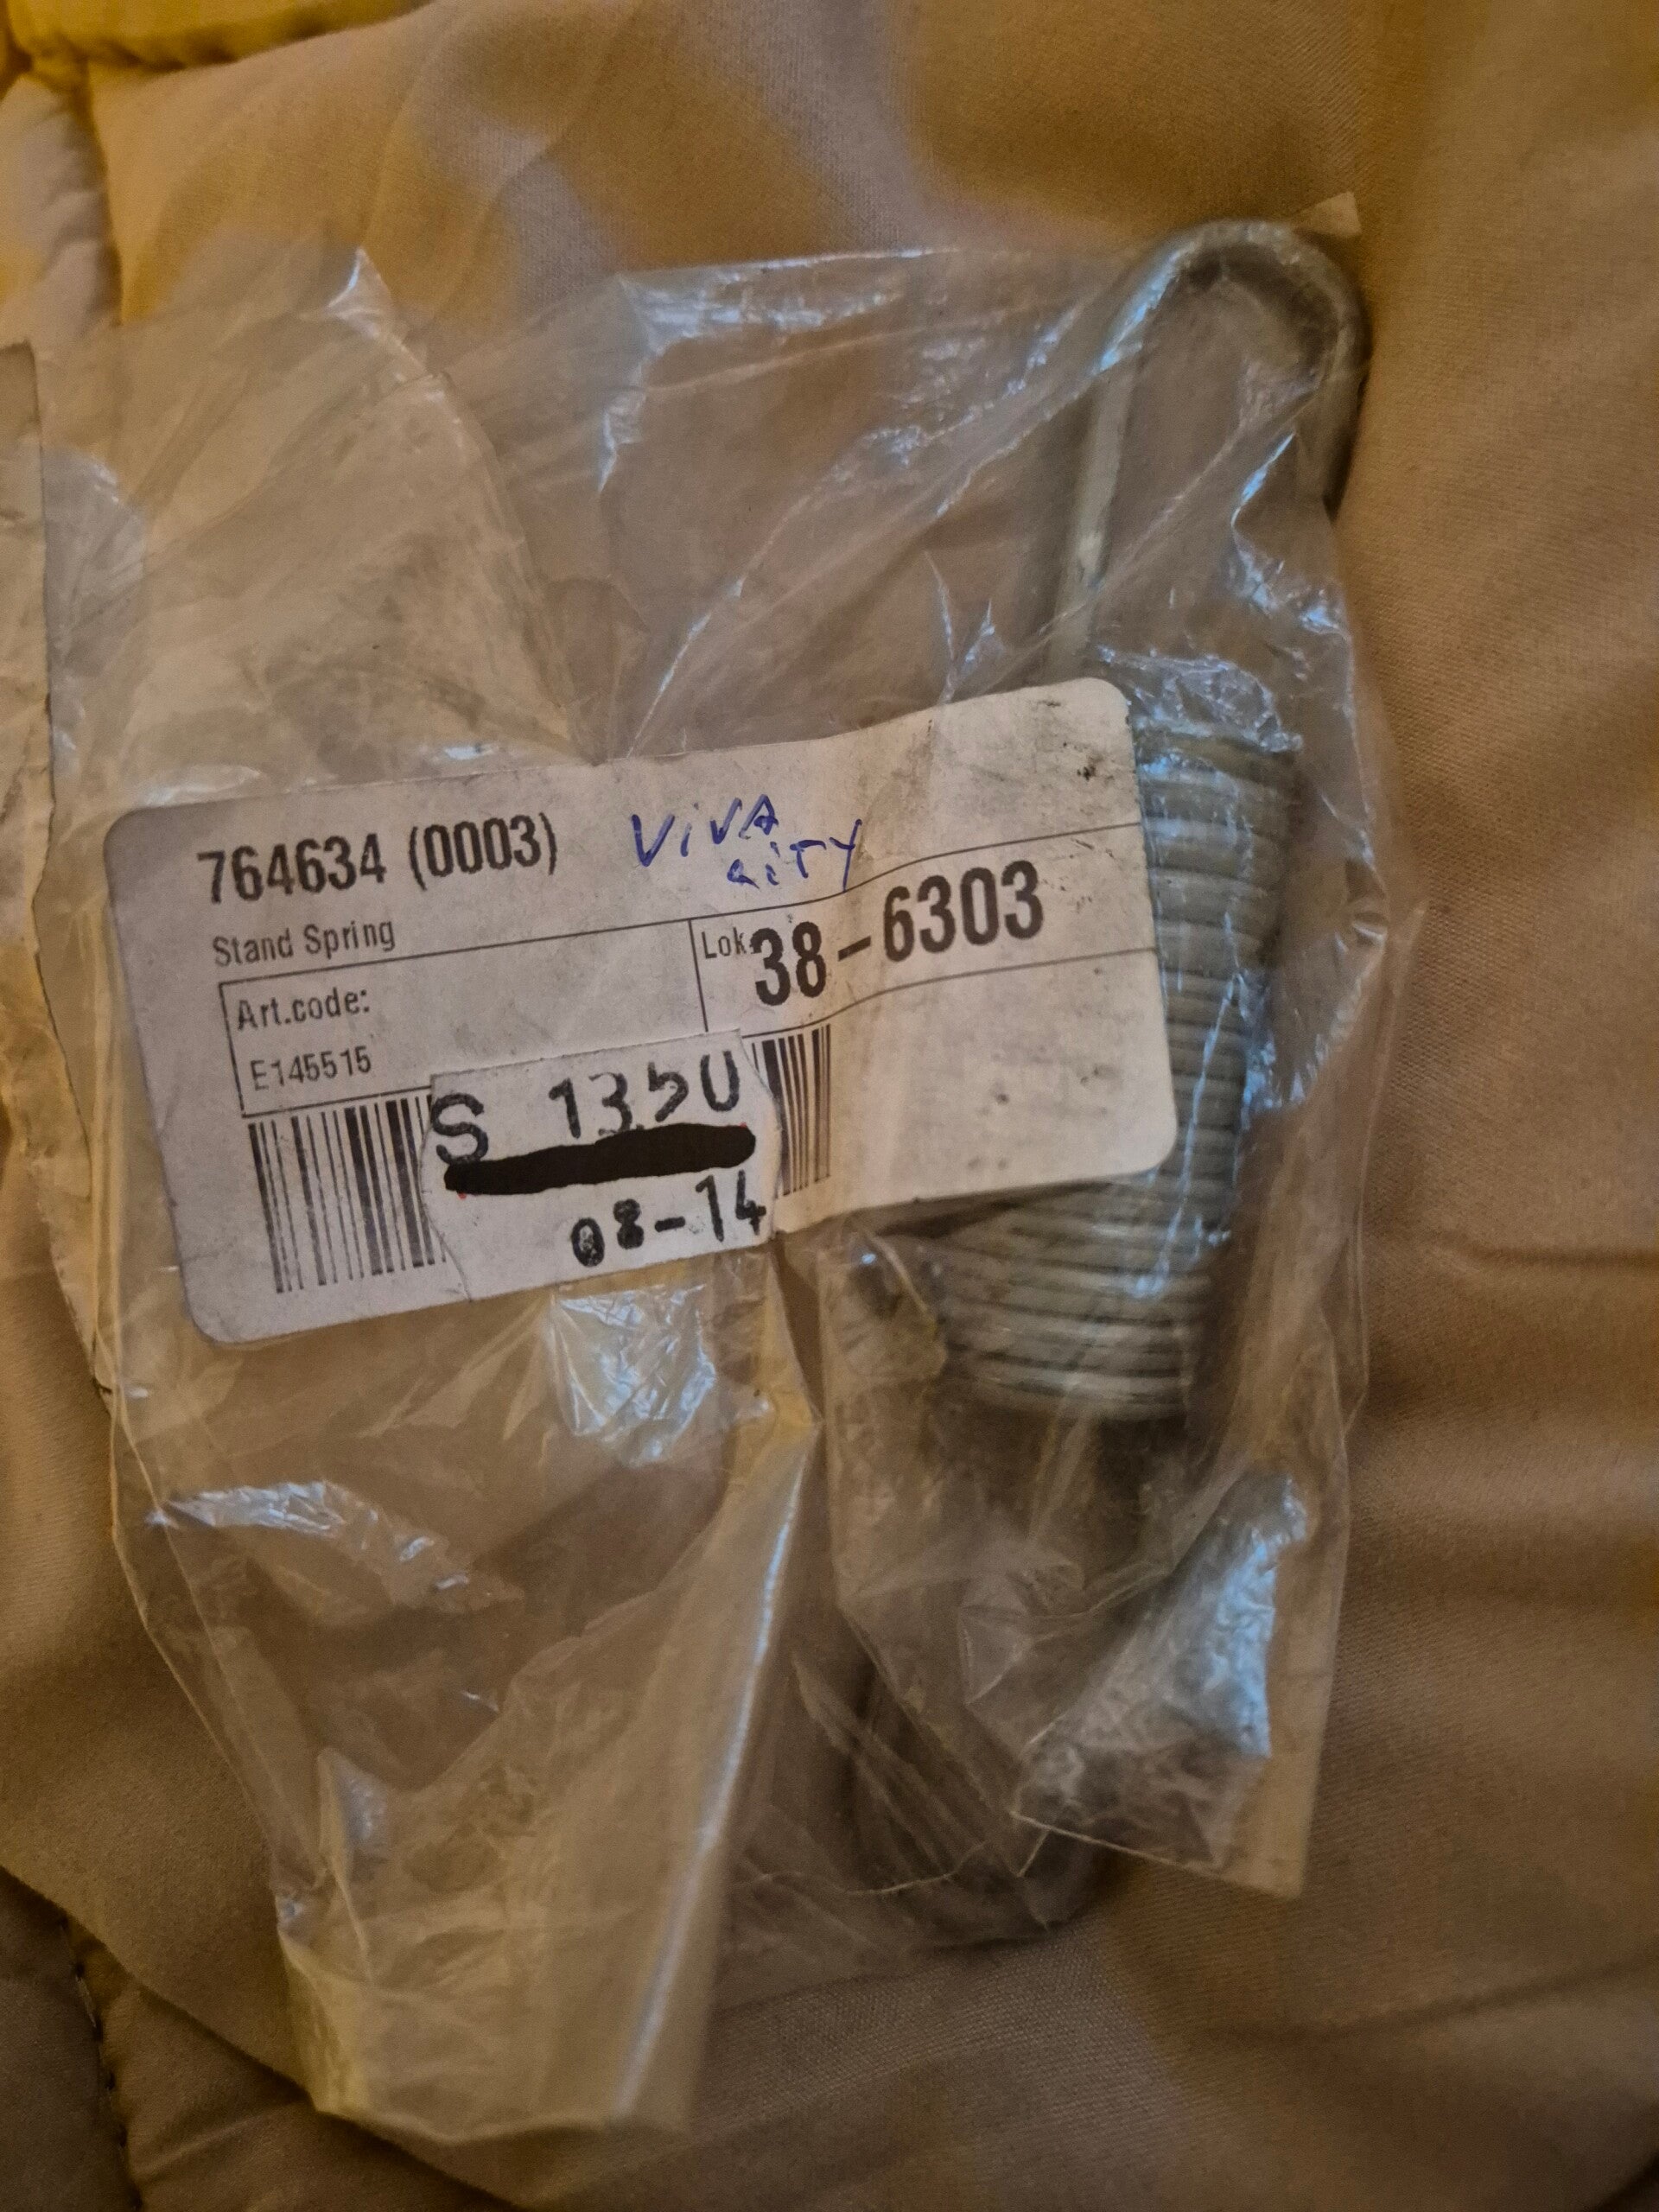 764634 (0003)
ViVA
CiTY
Stand Spring
Lok
38-6303
Art.code:
E145515
S 1350
08-14